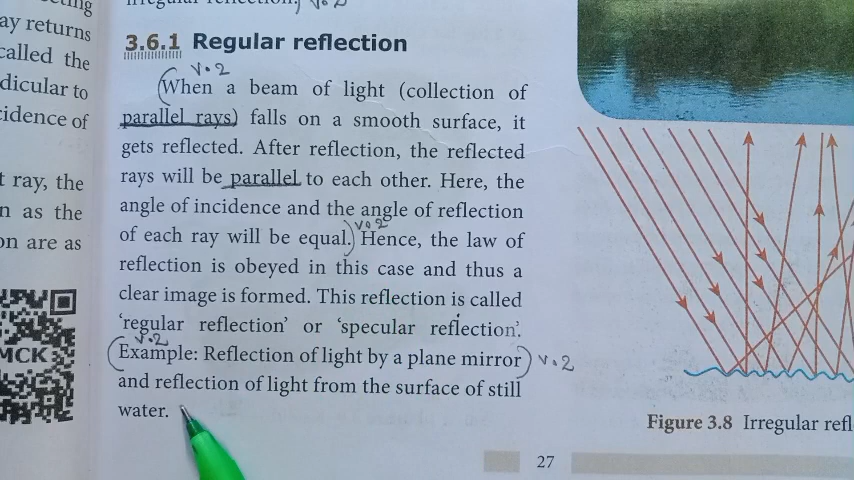 ay returns
called the
dicular to
cidence of
t ray, the
n as the
on are as
MCK
3.6.1 Regular reflection
v.2
(When a beam of light (collection of
parallel rays) falls on a smooth surface, it
gets reflected. After reflection, the reflected
rays will be parallel to each other. Here, the
angle of incidence and the angle of reflection
of each ray will be equal.) v.2 Hence, the law of
reflection is obeyed in this case and thus a
clear image is formed. This reflection is called
‘regular reflection’ or ‘specular reflection’.
v.2
(Example: Reflection of light by a plane mirror) v.2
and reflection of light from the surface of still
water.
Figure 3.8 Irregular refl
27